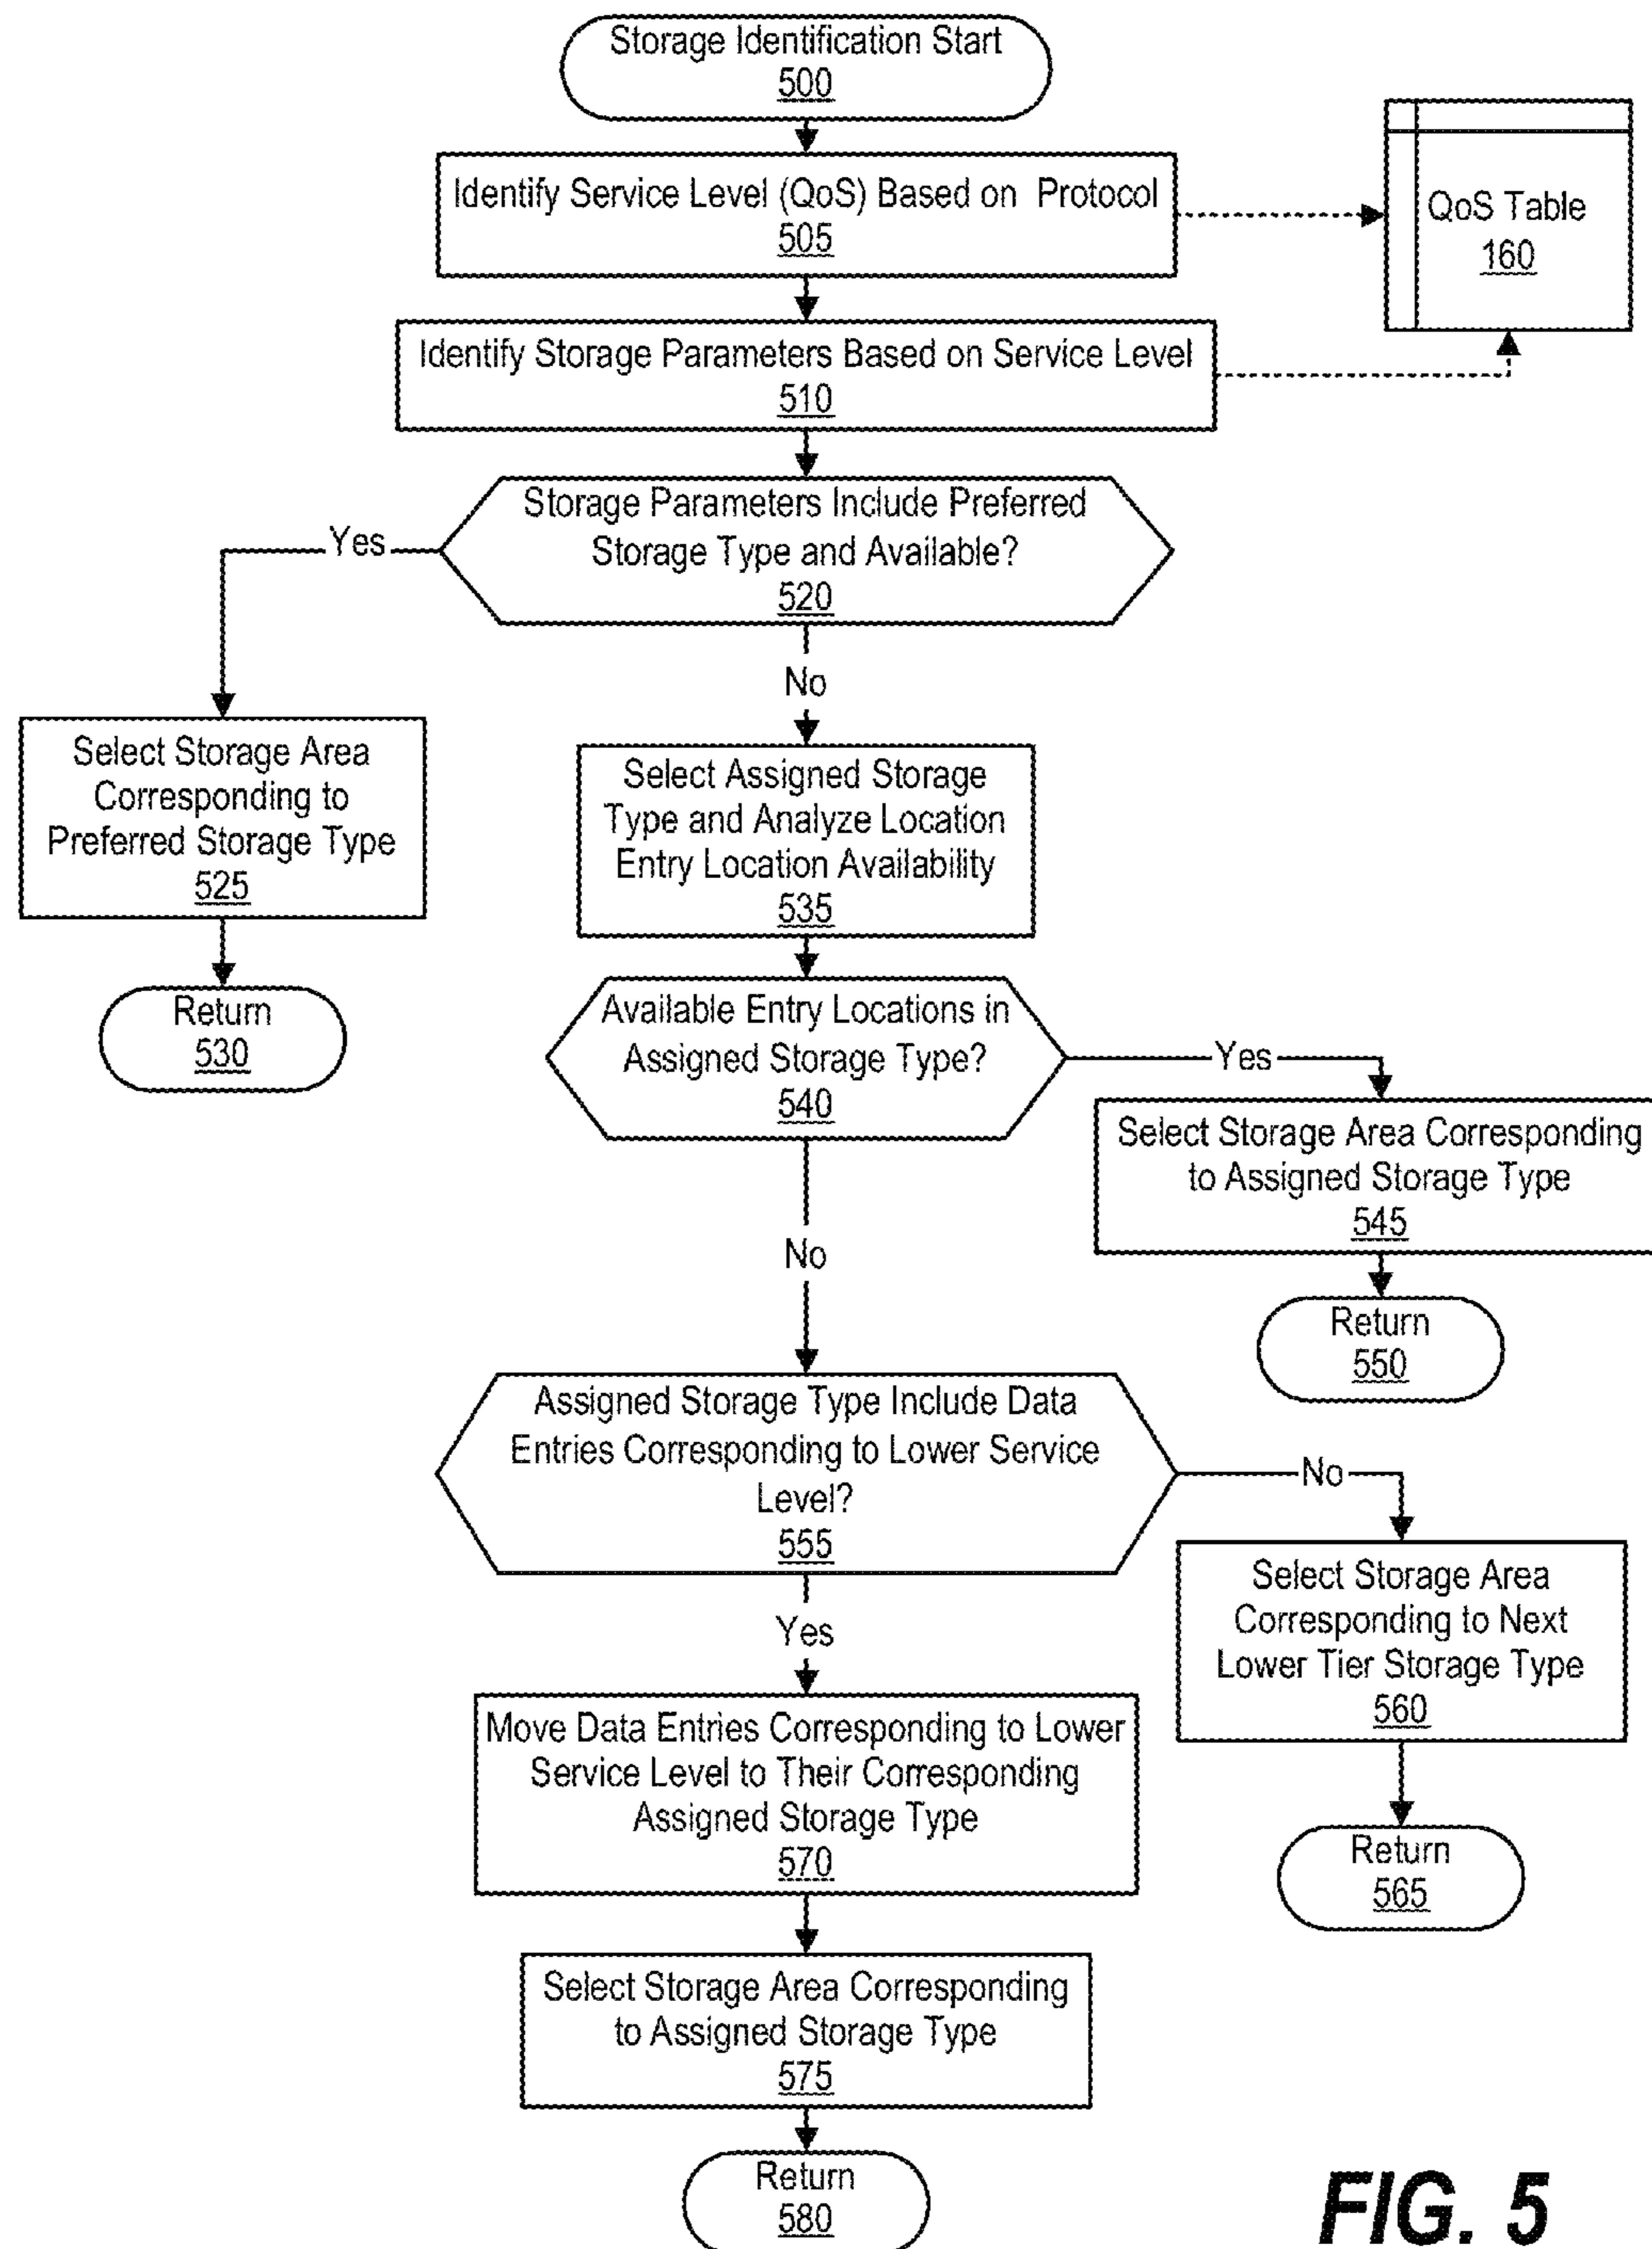 Storage Identification Start
500
Identify Service Level (QoS) Based on Protocol
505
QoS Table
160
Identify Storage Parameters Based on Service Level
510
Storage Parameters Include Preferred
Storage Type and Available?
520
Yes
No
Select Storage Area
Corresponding to
Preferred Storage Type
525
Select Assigned Storage
Type and Analyze Location
Entry Location Availability
535
Return
530
Available Entry Locations in
Assigned Storage Type?
540
Yes
Select Storage Area Corresponding
to Assigned Storage Type
545
No
Return
550
Assigned Storage Type Include Data
Entries Corresponding to Lower Service
Level?
555
No
Yes
Select Storage Area
Corresponding to Next
Lower Tier Storage Type
560
Move Data Entries Corresponding to Lower
Service Level to Their Corresponding
Assigned Storage Type
570
Return
565
Select Storage Area Corresponding
to Assigned Storage Type
575
Return
580
FIG. 5